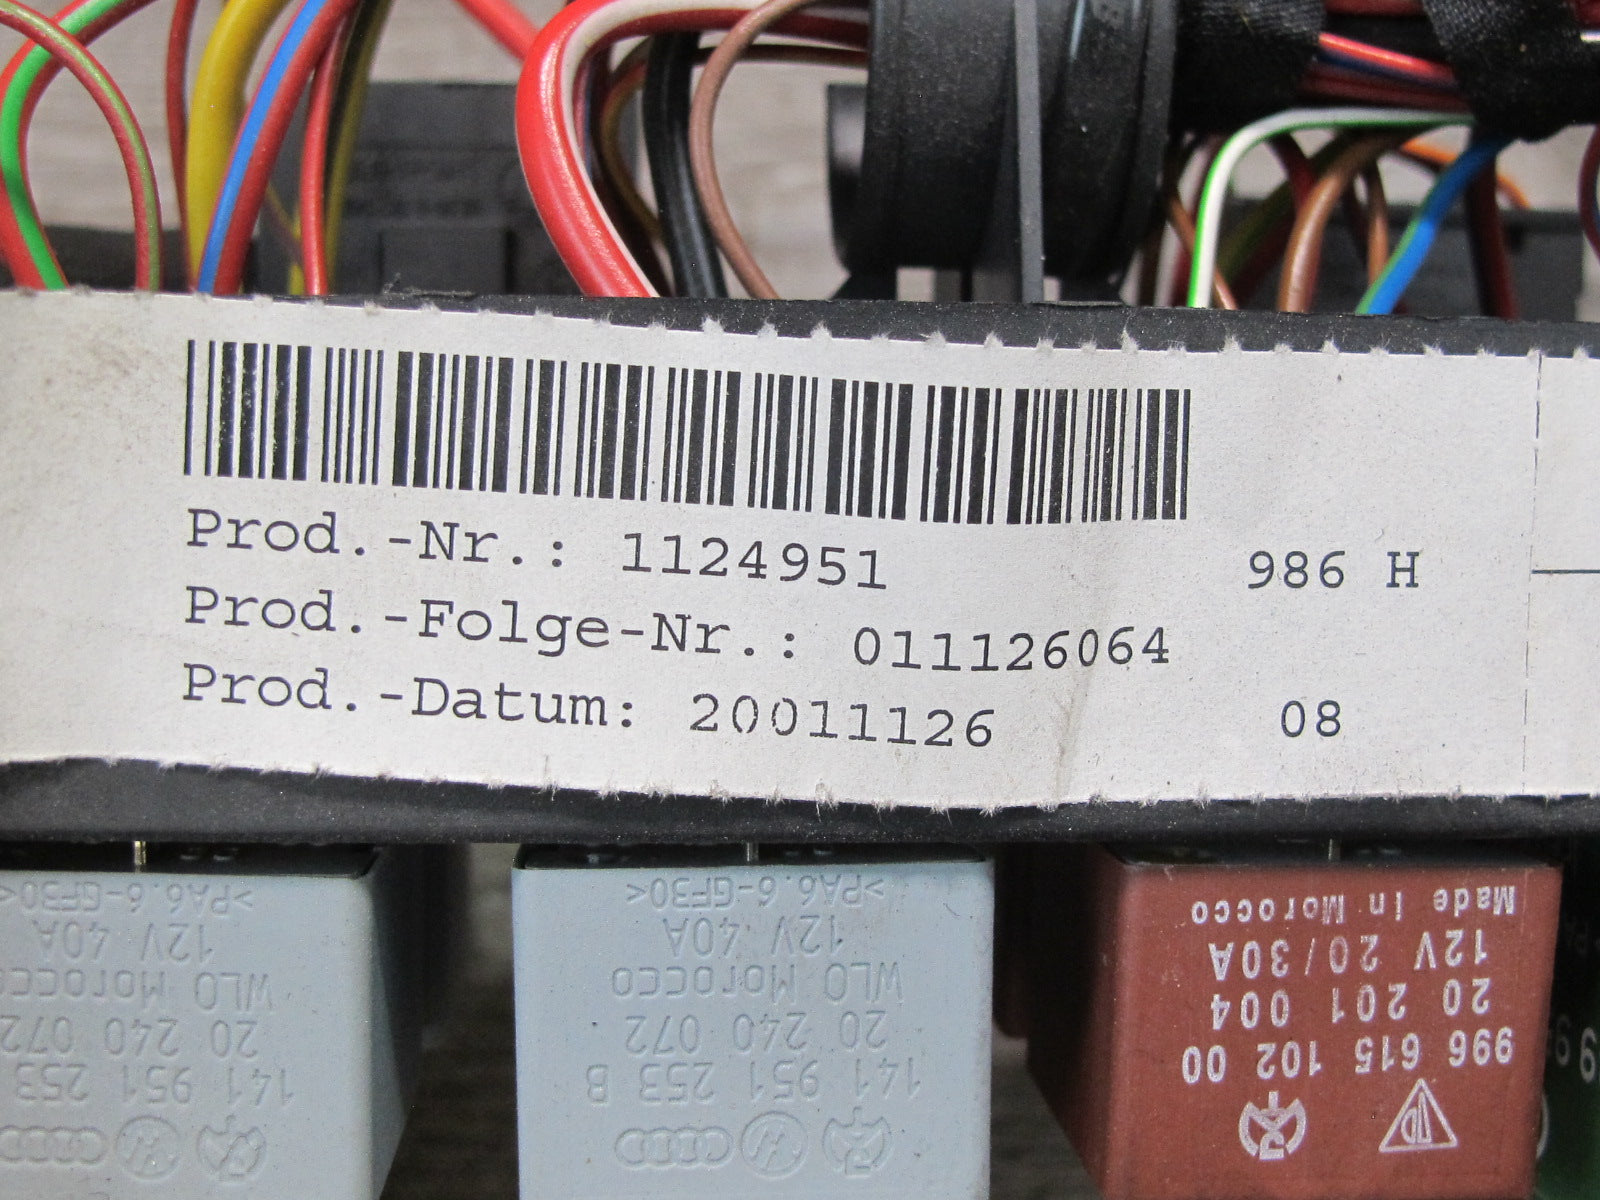 Prod.-Nr.: 1124951 986 H
Prod.-Folge-Nr.: 011126064
Prod.-Datum: 20011126 08
>PA6.6-GF30<
12V 40A
WLO Morocco
20 240 072
141 951 253
>PA6.6-GF30<
12V 40A
WLO Morocco
20 240 072
141 951 253 B
996 615 102 00
20 201 004
12V 20/30A
Made in Morocco